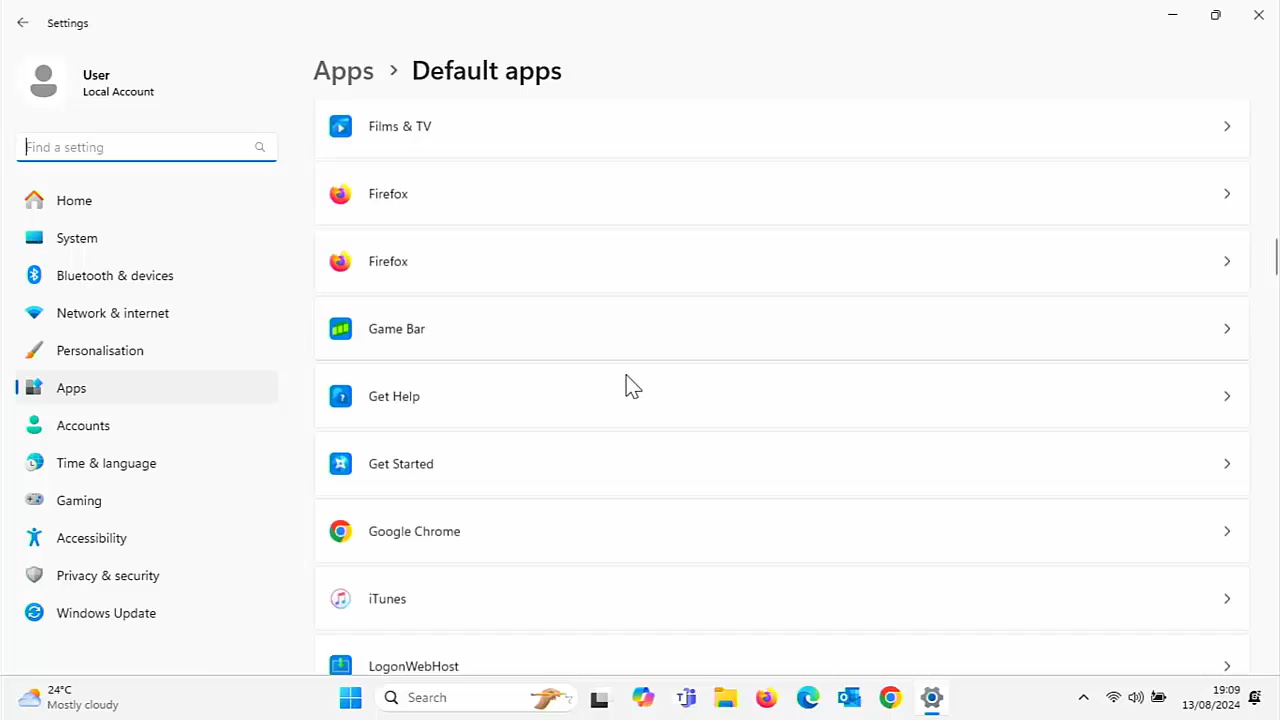 Settings
User
Local Account
Find a setting
Home
System
Bluetooth & devices
Network & internet
Personalisation
Apps
Accounts
Time & language
Gaming
Accessibility
Privacy & security
Windows Update
Apps > Default apps
Films & TV
Firefox
Firefox
Game Bar
Get Help
Get Started
Google Chrome
iTunes
LogonWebHost
24°C
Mostly cloudy
Search
19:09
13/08/2024